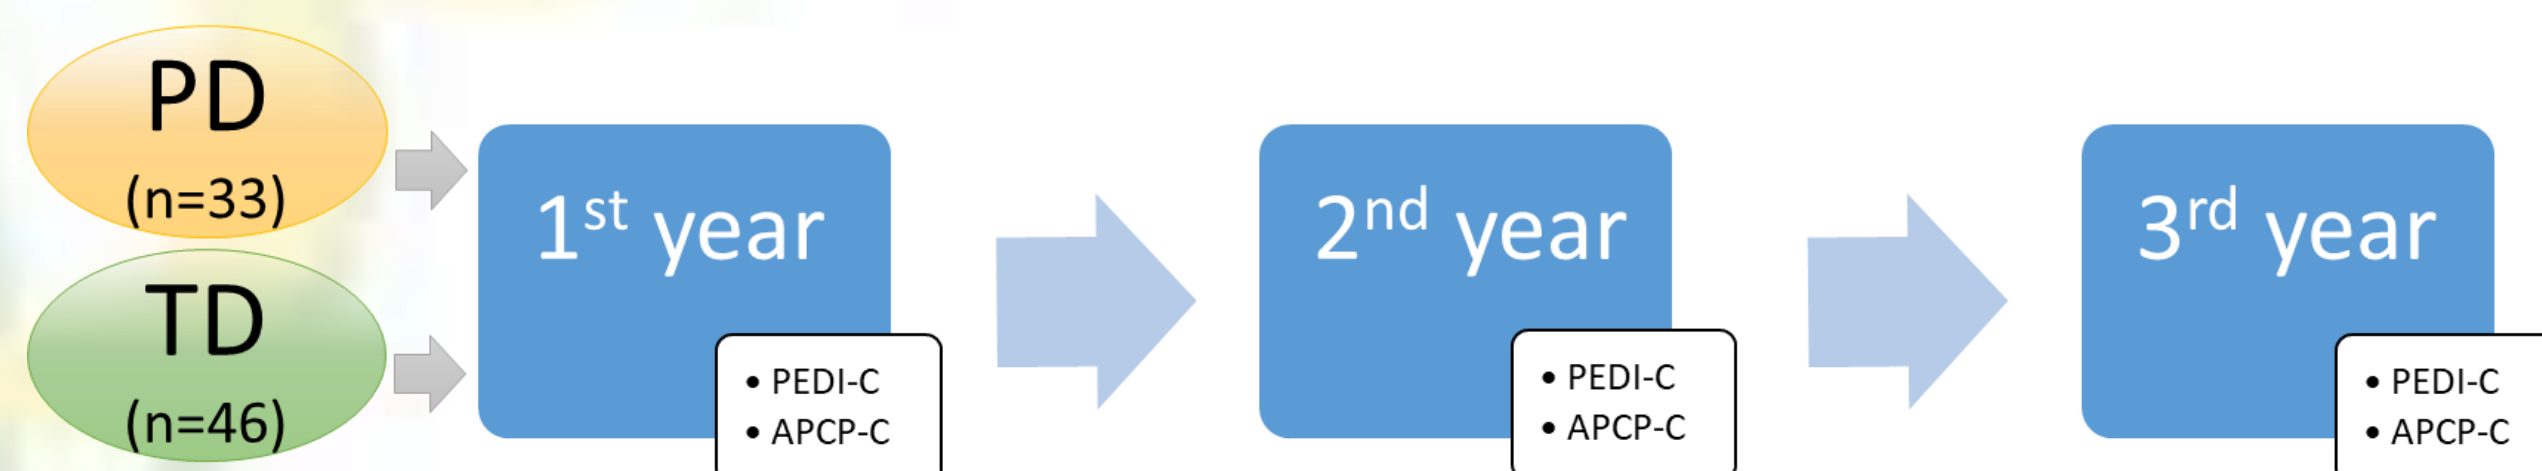 PD
(n=33)
TD
(n=46)
1st year
• PEDI-C
• APCP-C
2nd year
• PEDI-C
• APCP-C
3rd year
• PEDI-C
• APCP-C